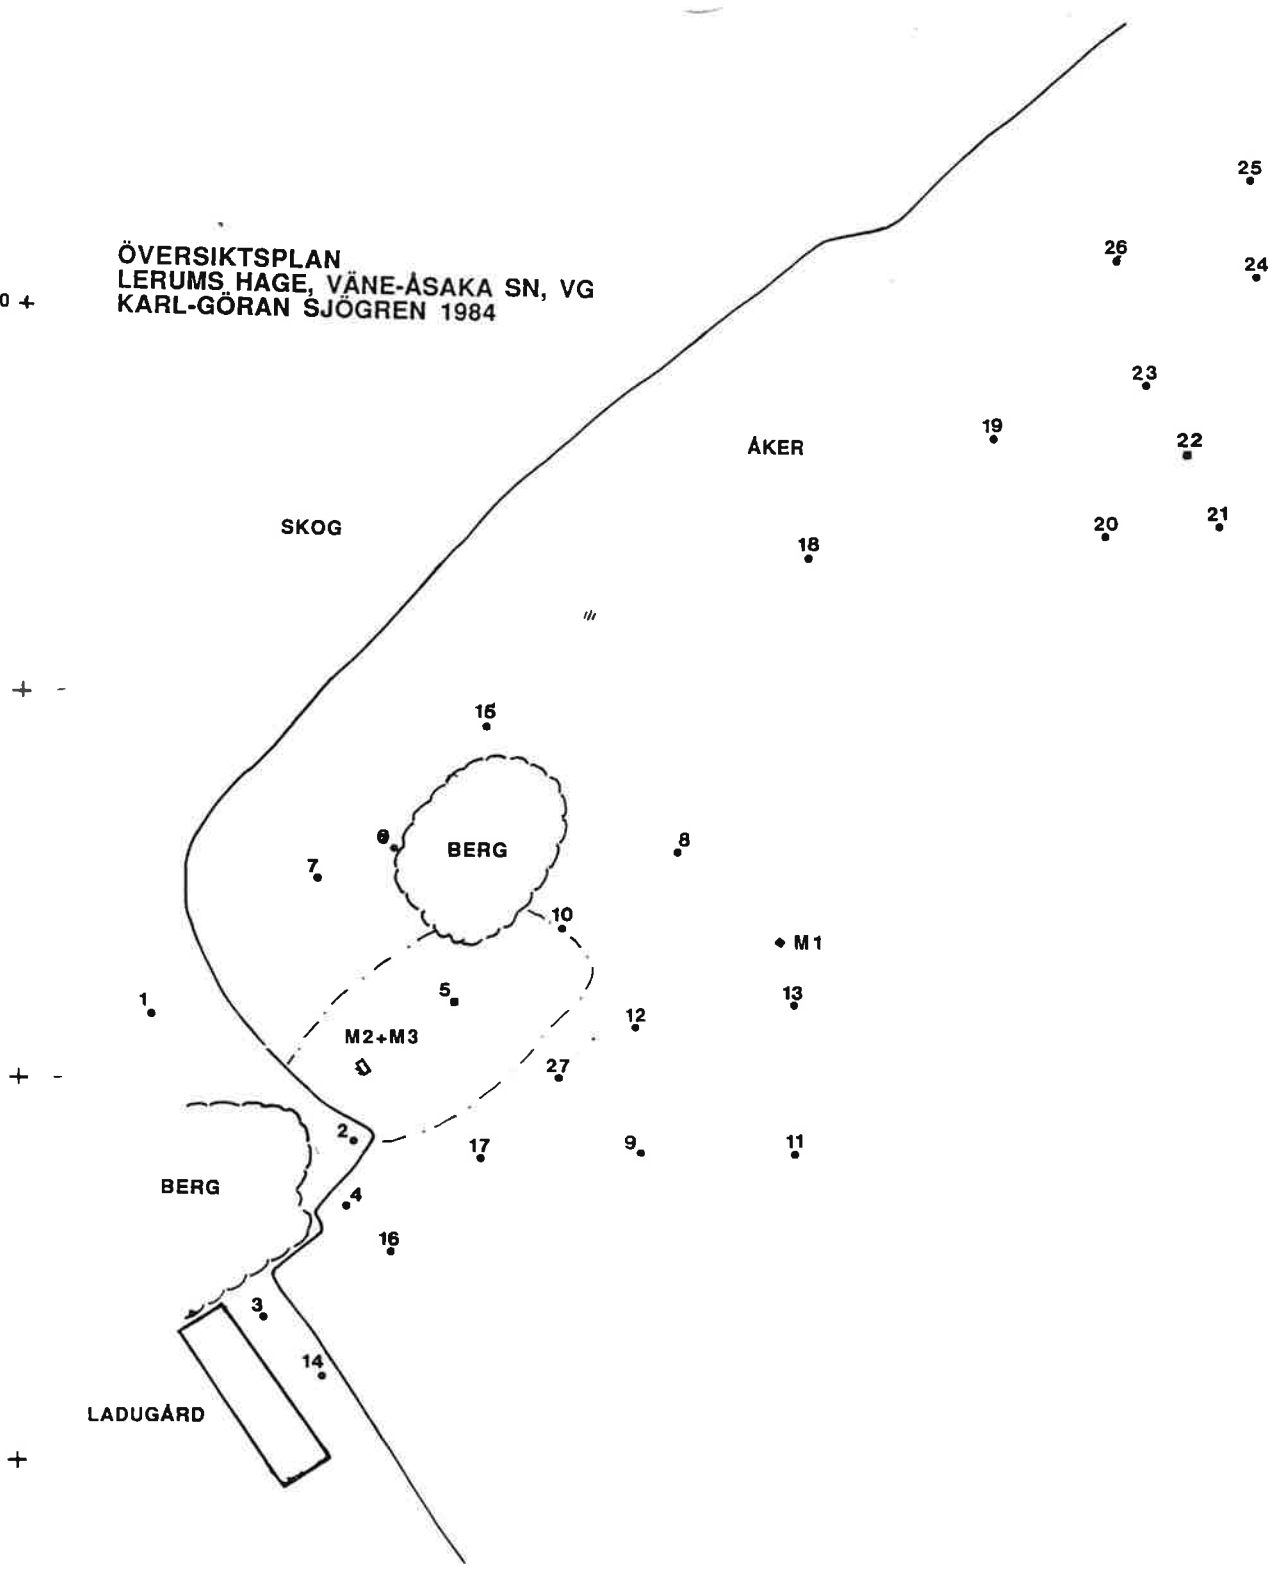 25
26
24
ÖVERSIKTSPLAN
LERUMS HAGE, VÄNE-ÅSAKA SN, VG
0 + KARL-GÖRAN SJÖGREN 1984
23
19
22
ÅKER
21
SKOG
20
18
15
6
BERG
8
7
10
M1
1
5
13
12
M2+M3
27
2
17
9
11
BERG
4
16
3
14
LADUGÅRD